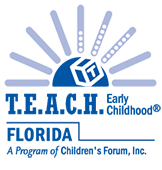 T
T.E.A.C.H. Early Childhood®
FLORIDA
A Program of Children's Forum, Inc.